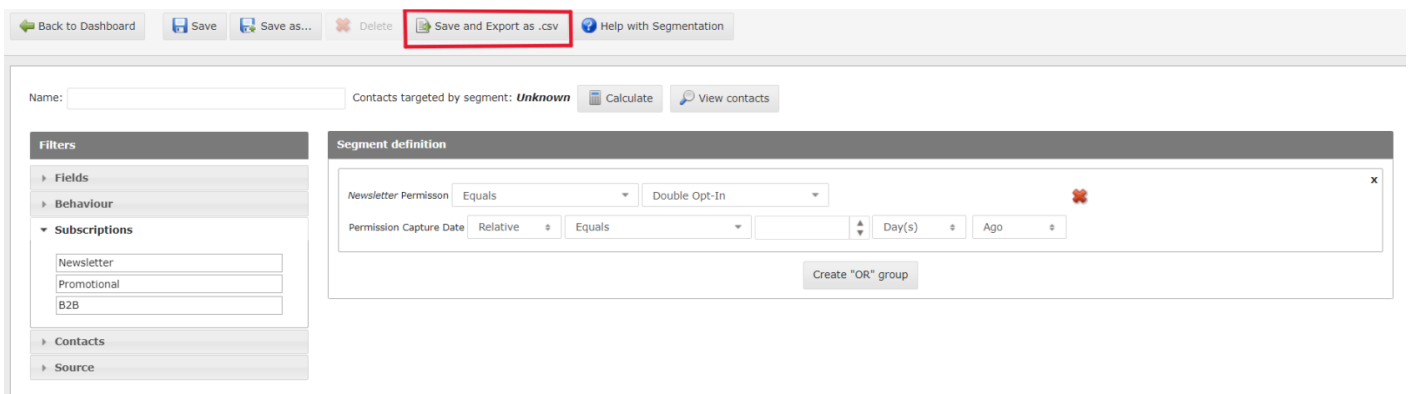 Back to Dashboard Save Save as... Delete Save and Export as .csv Help with Segmentation
Name: Contacts targeted by segment: Unknown Calculate View contacts
Filters
Fields
Behaviour
Subscriptions
Newsletter
Promotional
B2B
Contacts
Source
Segment definition
x
Newsletter Permisson Equals Double Opt-In
Permission Capture Date Relative Equals Day(s) Ago
Create "OR" group